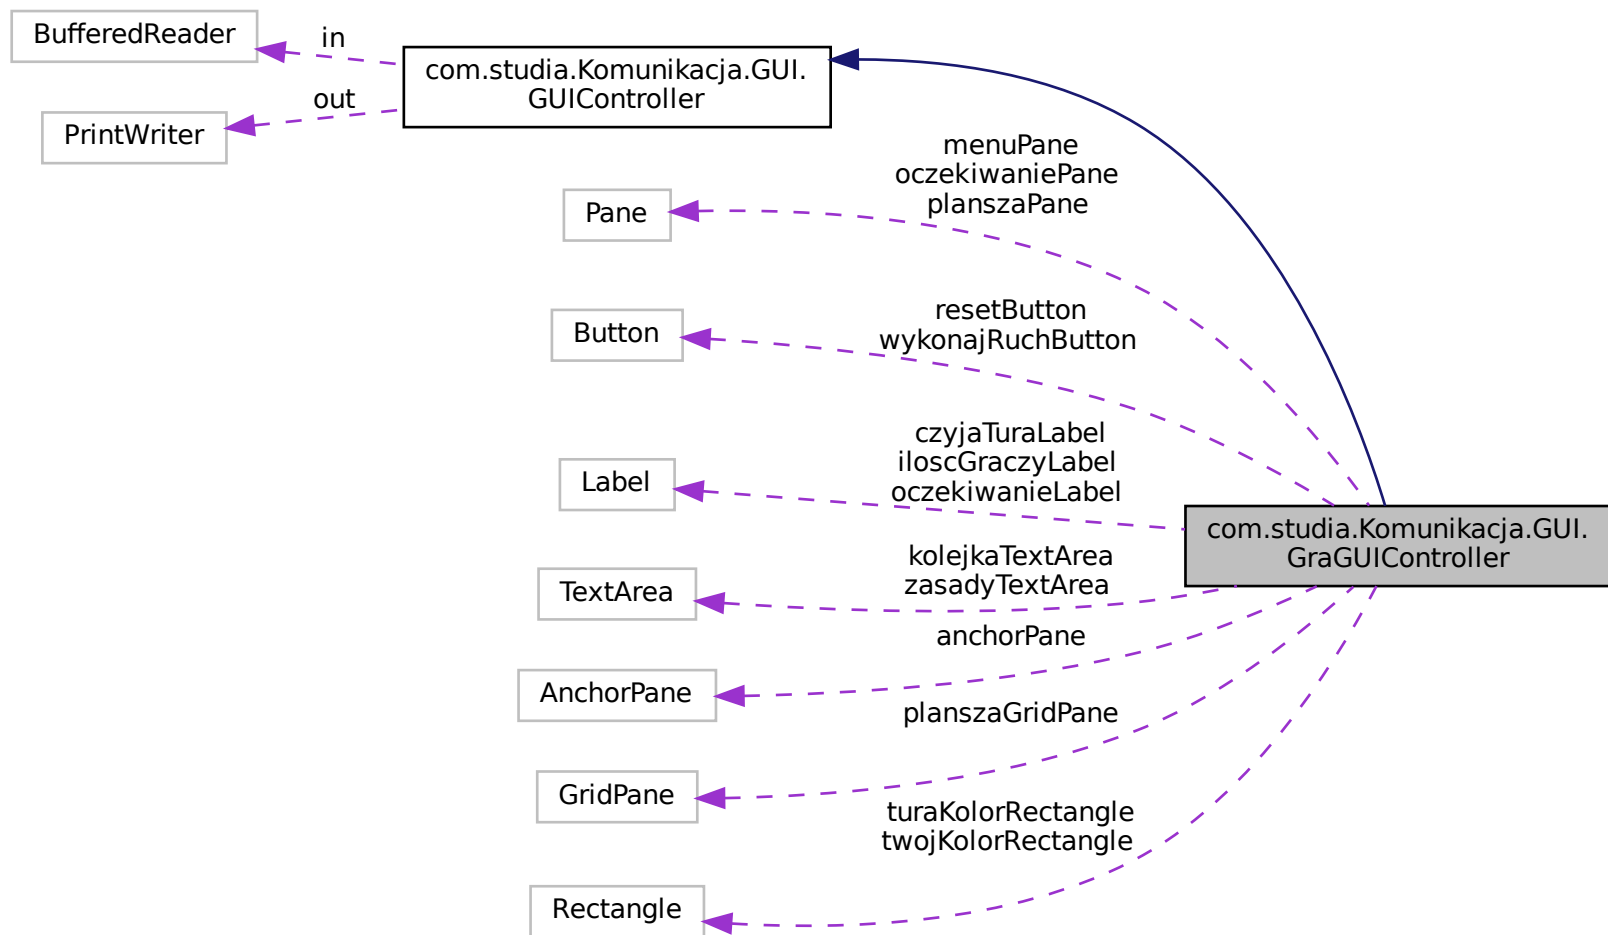 BufferedReader
in
com.studia.Komunikacja.GUI.
GUIController
out
PrintWriter
menuPane
oczekiwaniePane
planszaPane
Pane
resetButton
wykonajRuchButton
Button
czyjaTuraLabel
iloscGraczyLabel
oczekiwanieLabel
Label
com.studia.Komunikacja.GUI.
GraGUIController
kolejkaTextArea
zasadyTextArea
TextArea
anchorPane
AnchorPane
planszaGridPane
GridPane
turaKolorRectangle
twojKolorRectangle
Rectangle